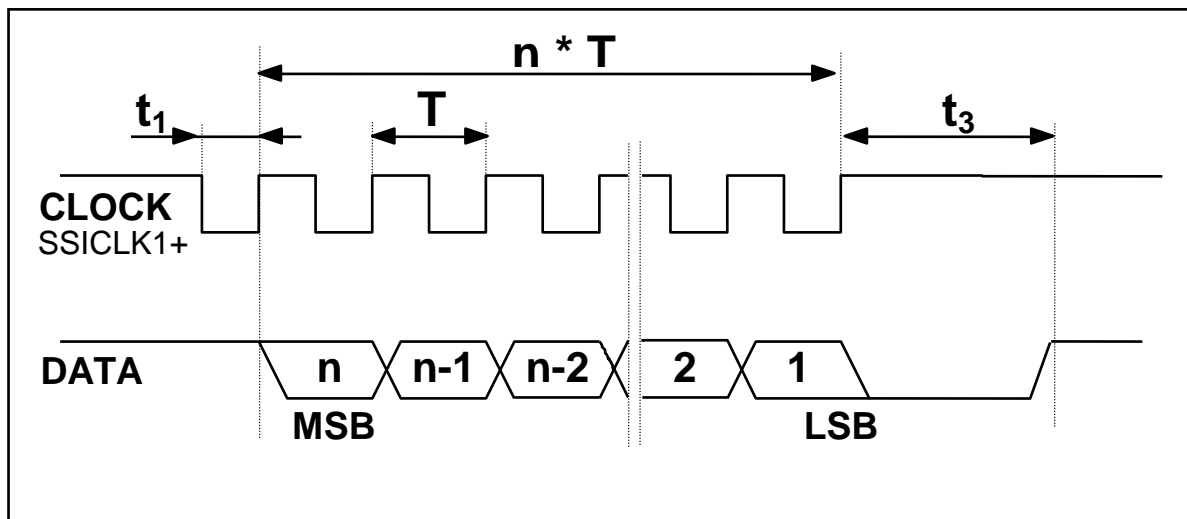 n * T
t₁
T
t₃
CLOCK
SSICLK1+
DATA
n
n-1
n-2
2
1
MSB
LSB